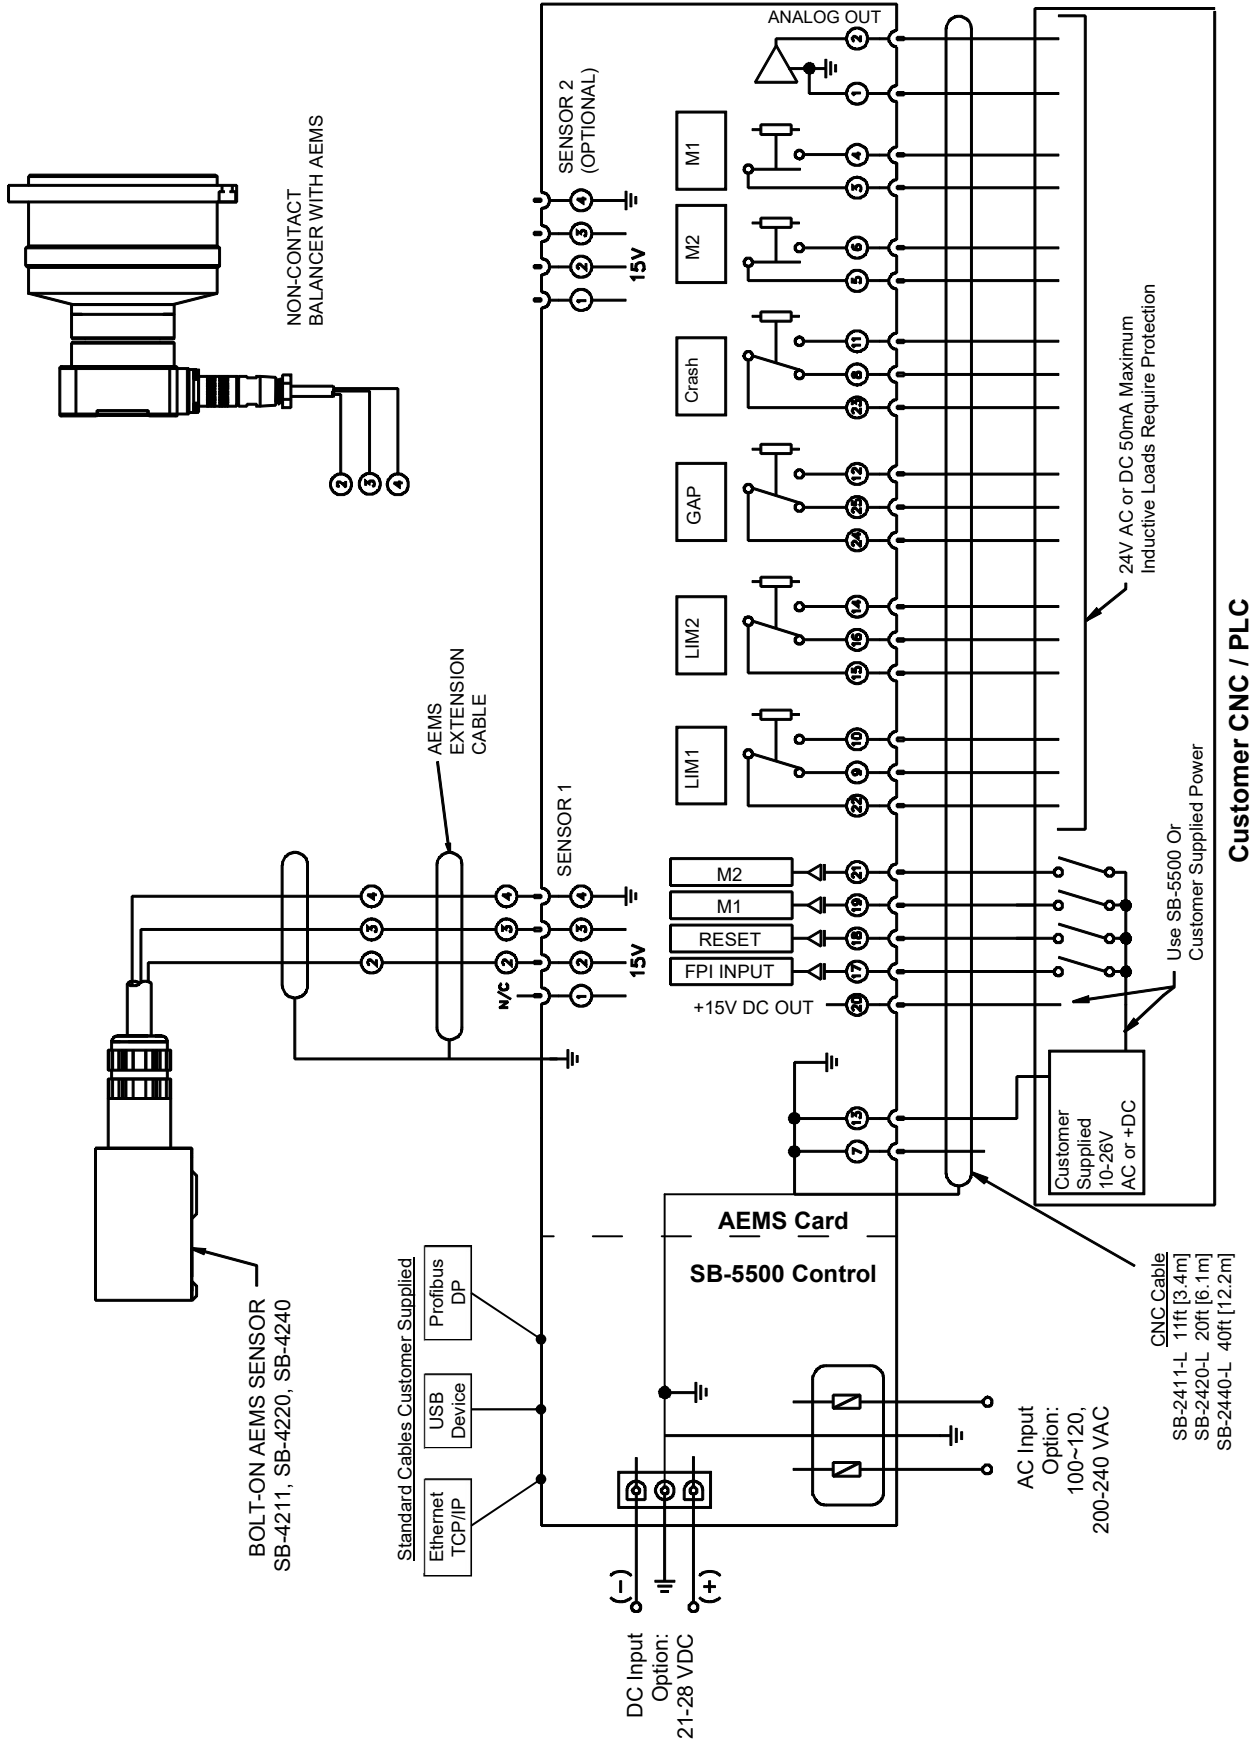 ANALOG OUT
2
1
SENSOR 2
(OPTIONAL)
4
3
2
1
15V
NON-CONTACT
BALANCER WITH AEMS
2
3
4
M1
4
3
M2
6
5
Crash
11
8
23
GAP
12
25
24
LIM2
14
16
15
LIM1
10
9
22
24V AC or DC 50mA Maximum
Inductive Loads Require Protection
AEMS
EXTENSION
CABLE
SENSOR 1
4
3
2
4
3
2
N/C
4
3
2
1
15V
M2
21
M1
19
RESET
18
FPI INPUT
17
+15V DC OUT
20
13
7
Use SB-5500 Or
Customer Supplied Power
Customer
Supplied
10-26V
AC or +DC
Customer CNC / PLC
AEMS Card
SB-5500 Control
BOLT-ON AEMS SENSOR
SB-4211, SB-4220, SB-4240
Standard Cables Customer Supplied
Profibus
DP
USB
Device
Ethernet
TCP/IP
CNC Cable
SB-2411-L 11ft [3.4m]
SB-2420-L 20ft [6.1m]
SB-2440-L 40ft [12.2m]
AC Input
Option:
100~120,
200-240 VAC
(-)
(+)
DC Input
Option:
21-28 VDC